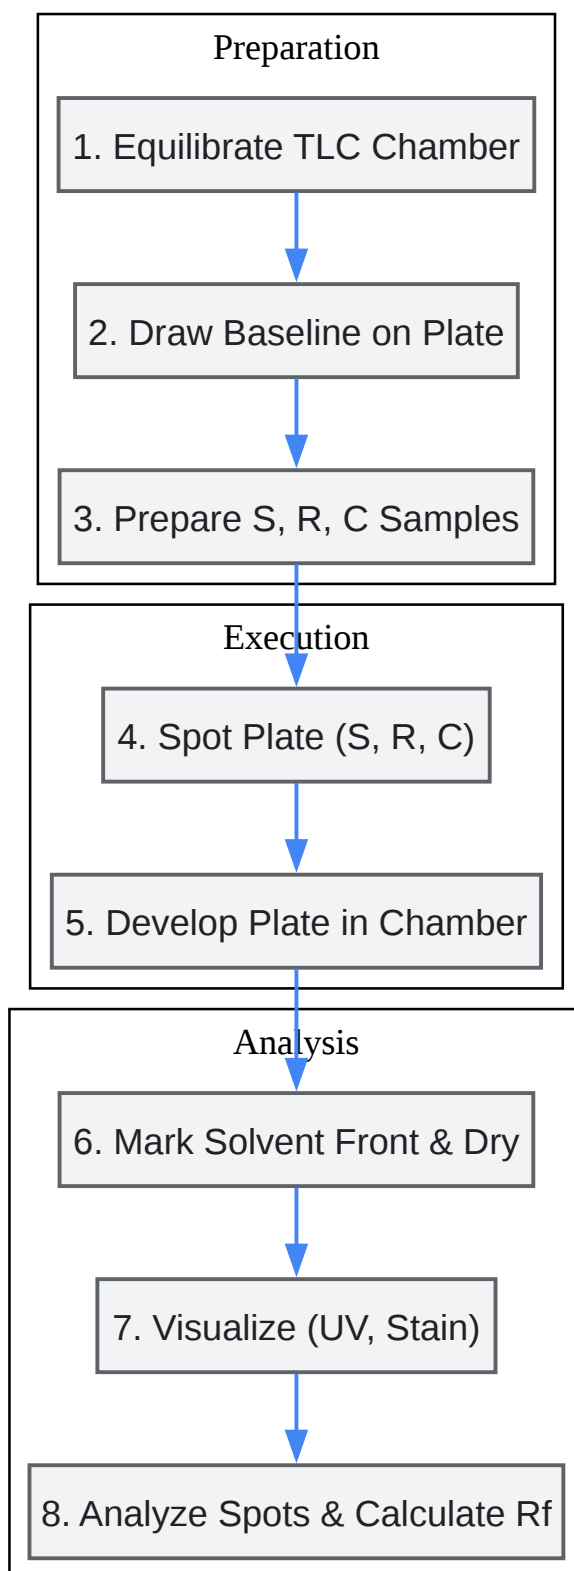 Preparation
1. Equilibrate TLC Chamber
2. Draw Baseline on Plate
3. Prepare S, R, C Samples
Execution
4. Spot Plate (S, R, C)
5. Develop Plate in Chamber
Analysis
6. Mark Solvent Front & Dry
7. Visualize (UV, Stain)
8. Analyze Spots & Calculate Rf